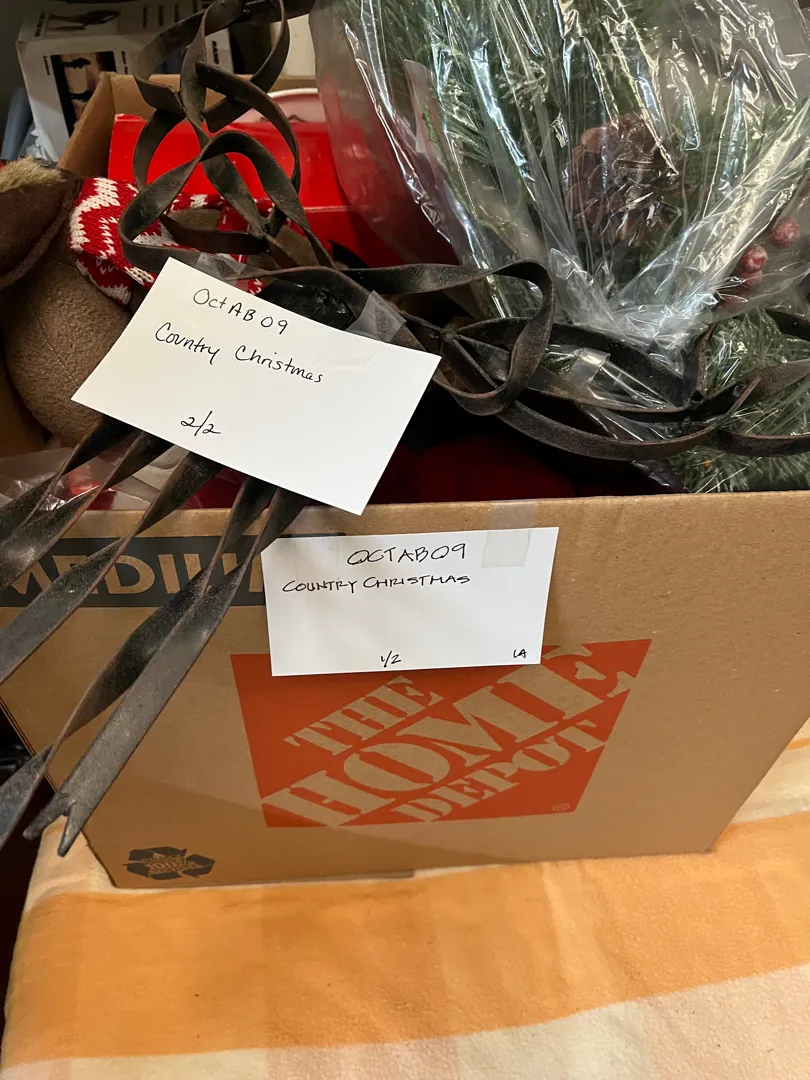 OctAB09
Country Christmas
2/2
OCTAB09
COUNTRY CHRISTMAS
1/2 LA
MEDIU
THE
HOME
DEPOT
®